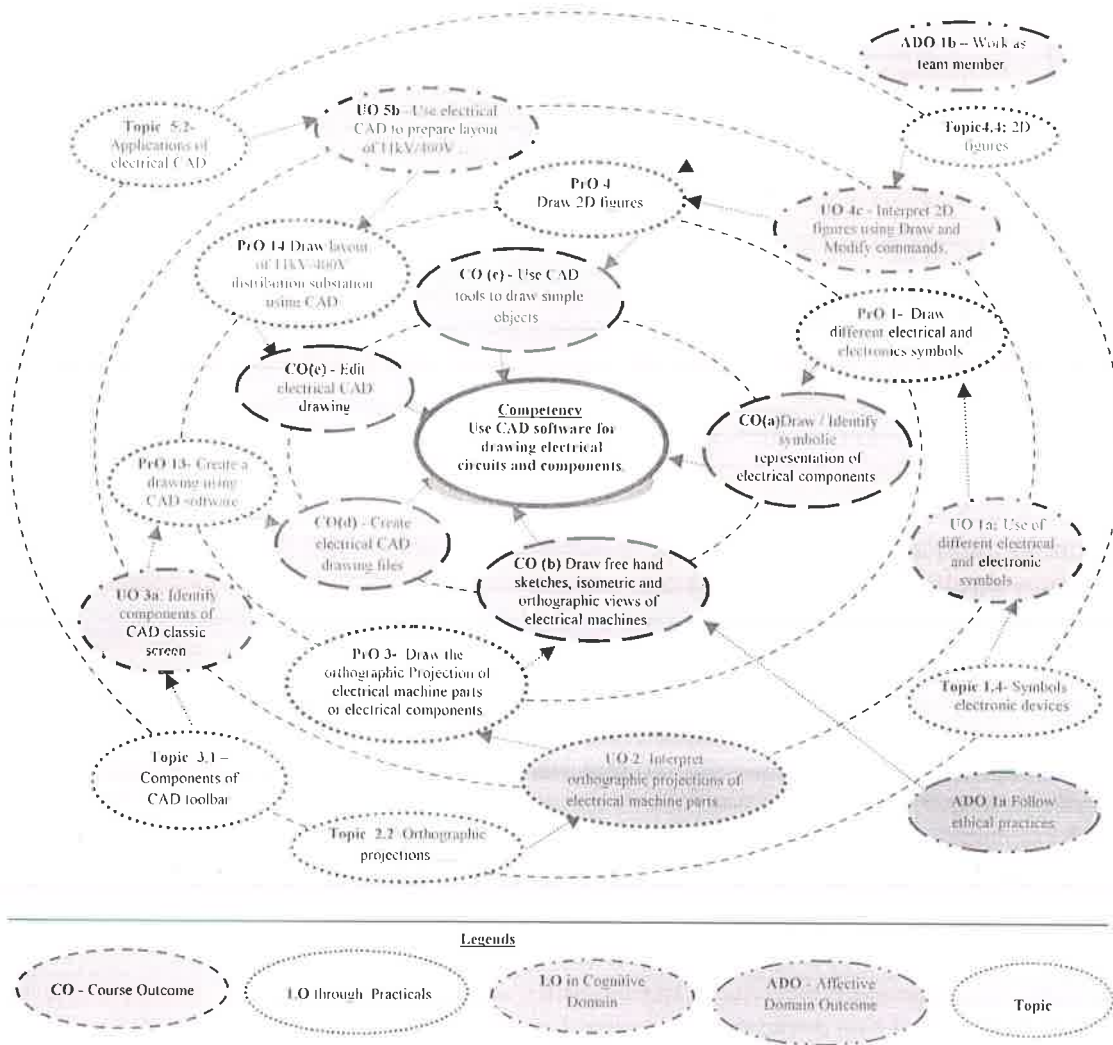 ADO 1b – Work as
team member
UO 5b - Use electrical
CAD to prepare layout
of 11kV/400V ...
Topic 5.2-
Applications of
electrical CAD
Topic4.4: 2D
figures
PrO 4
Draw 2D figures
UO 4c - Interpret 2D
figures using Draw and
Modify commands.
PrO 14 Draw layout
of 11kV/400V
distribution substation
using CAD
CO (c) - Use CAD
tools to draw simple
objects
PrO 1- Draw
different electrical and
electronics symbols
CO(e) - Edit
electrical CAD
drawing
Competency
Use CAD software for
drawing electrical
circuits and components.
CO(a)Draw / Identify
symbolic
representation of
electrical components
PrO 13- Create a
drawing using
CAD software
CO(d) - Create
electrical CAD
drawing files
CO (b) Draw free hand
sketches, isometric and
orthographic views of
electrical machines
UO 1a: Use of
different electrical
and electronic
symbols
UO 3a: Identify
components of
CAD classic
screen
PrO 3- Draw the
orthographic Projection of
electrical machine parts
or electrical components
Topic 1.4- Symbols
electronic devices
Topic 3.1 –
Components of
CAD toolbar
UO 2 Interpret
orthographic projections of
electrical machine parts
ADO 1a Follow
ethical practices
Topic 2.2 Orthographic
projections
Legends
CO - Course Outcome
LO through Practicals
LO in Cognitive
Domain
ADO - Affective
Domain Outcome
Topic